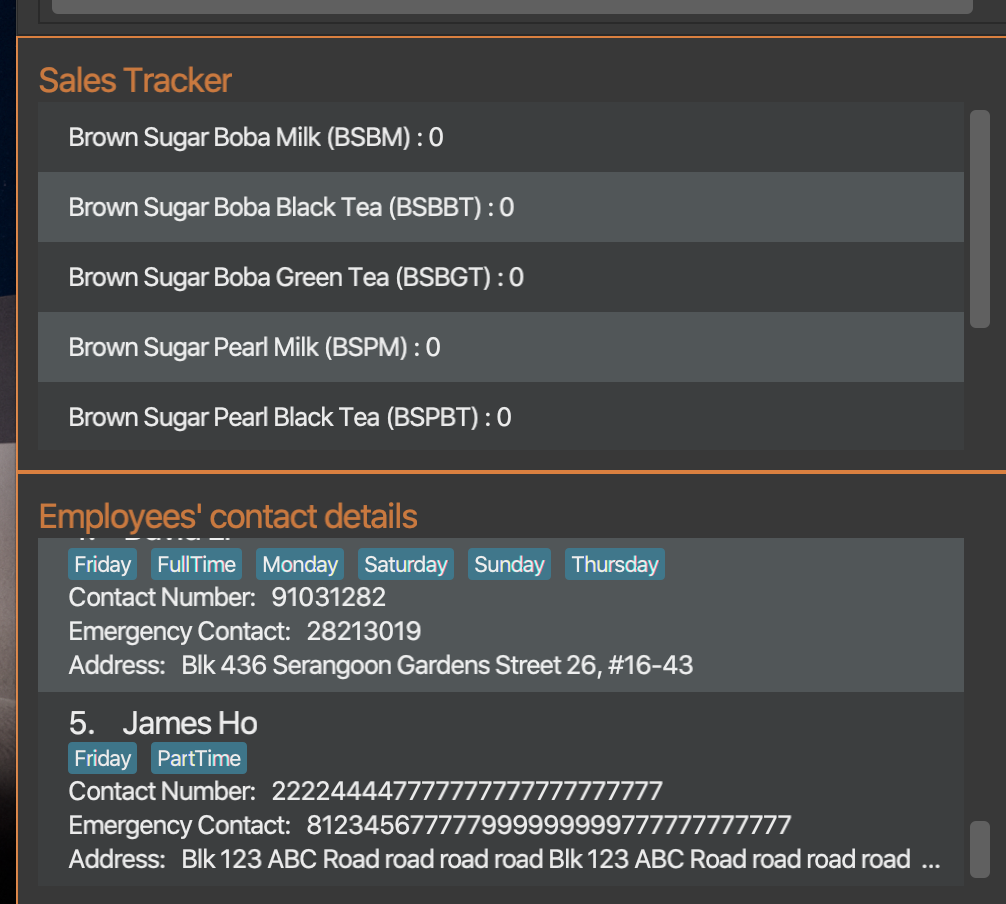 Sales Tracker
Brown Sugar Boba Milk (BSBM) : 0
Brown Sugar Boba Black Tea (BSBBT) : 0
Brown Sugar Boba Green Tea (BSBGT) : 0
Brown Sugar Pearl Milk (BSPM) : 0
Brown Sugar Pearl Black Tea (BSPBT) : 0
Employees' contact details
Friday FullTime Monday Saturday Sunday Thursday
Contact Number: 91031282
Emergency Contact: 28213019
Address: Blk 436 Serangoon Gardens Street 26, #16-43
5. James Ho
Friday PartTime
Contact Number:
Emergency Contact:
Address: Blk 123 ABC Road road road road Blk 123 ABC Road road road road ...